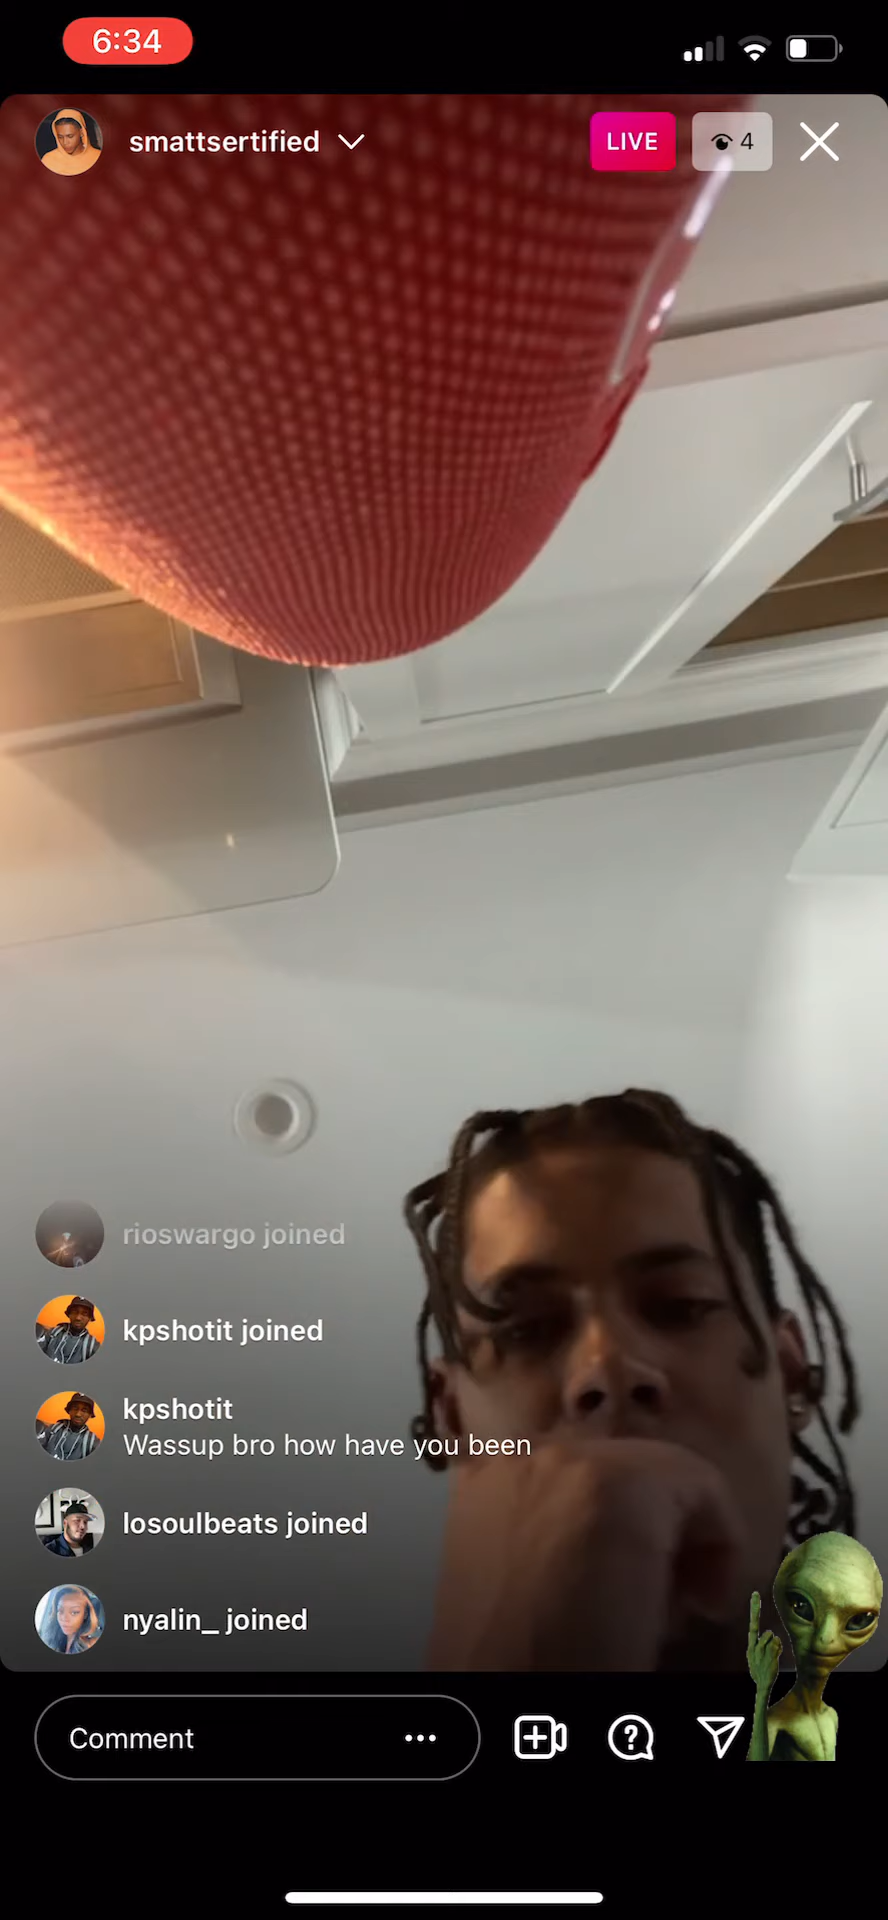 6:34
smattsertified
LIVE
4
rioswargo joined
kpshotit joined
kpshotit
Wassup bro how have you been
losoulbeats joined
nyalin_ joined
Comment